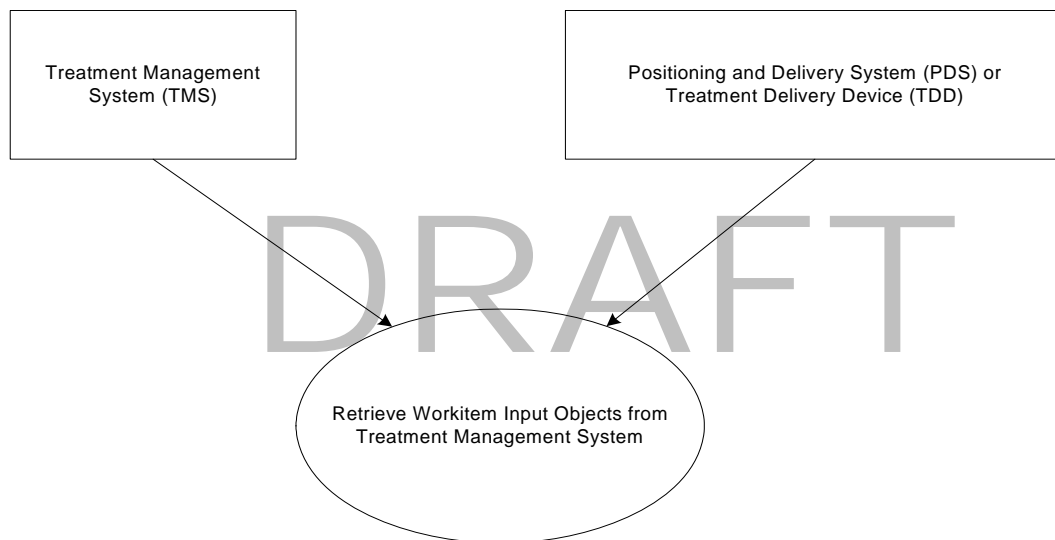 Treatment Management
System (TMS)
Positioning and Delivery System (PDS) or
Treatment Delivery Device (TDD)
DRAFT
Retrieve Workitem Input Objects from
Treatment Management System